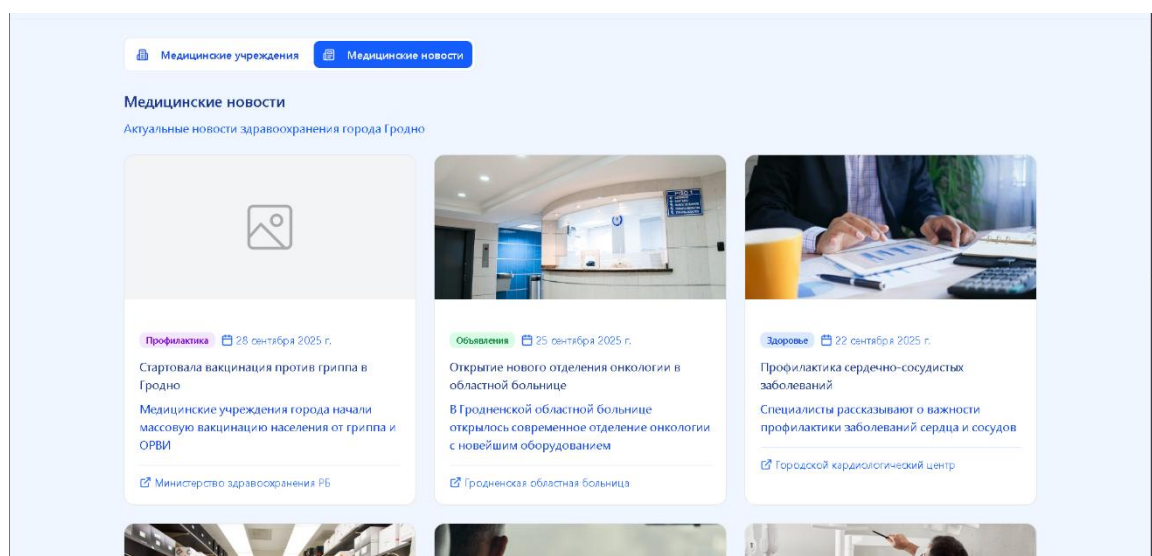 Медицинские учреждения
Медицинские новости
Медицинские новости
Актуальные новости здравоохранения города Гродно
Профилактика 28 сентября 2025 г.
Стартовала вакцинация против гриппа в
Гродно
Медицинские учреждения города начали
массовую вакцинацию населения от гриппа и
ОРВИ
Министерство здравоохранения РБ
Объявления 25 сентября 2025 г.
Открытие нового отделения онкологии в
областной больнице
В Гродненской областной больнице
открылось современное отделение онкологии
с новейшим оборудованием
Гродненская областная больница
Здоровье 22 сентября 2025 г.
Профилактика сердечно-сосудистых
заболеваний
Специалисты рассказывают о важности
профилактики заболеваний сердца и сосудов
Городской кардиологический центр